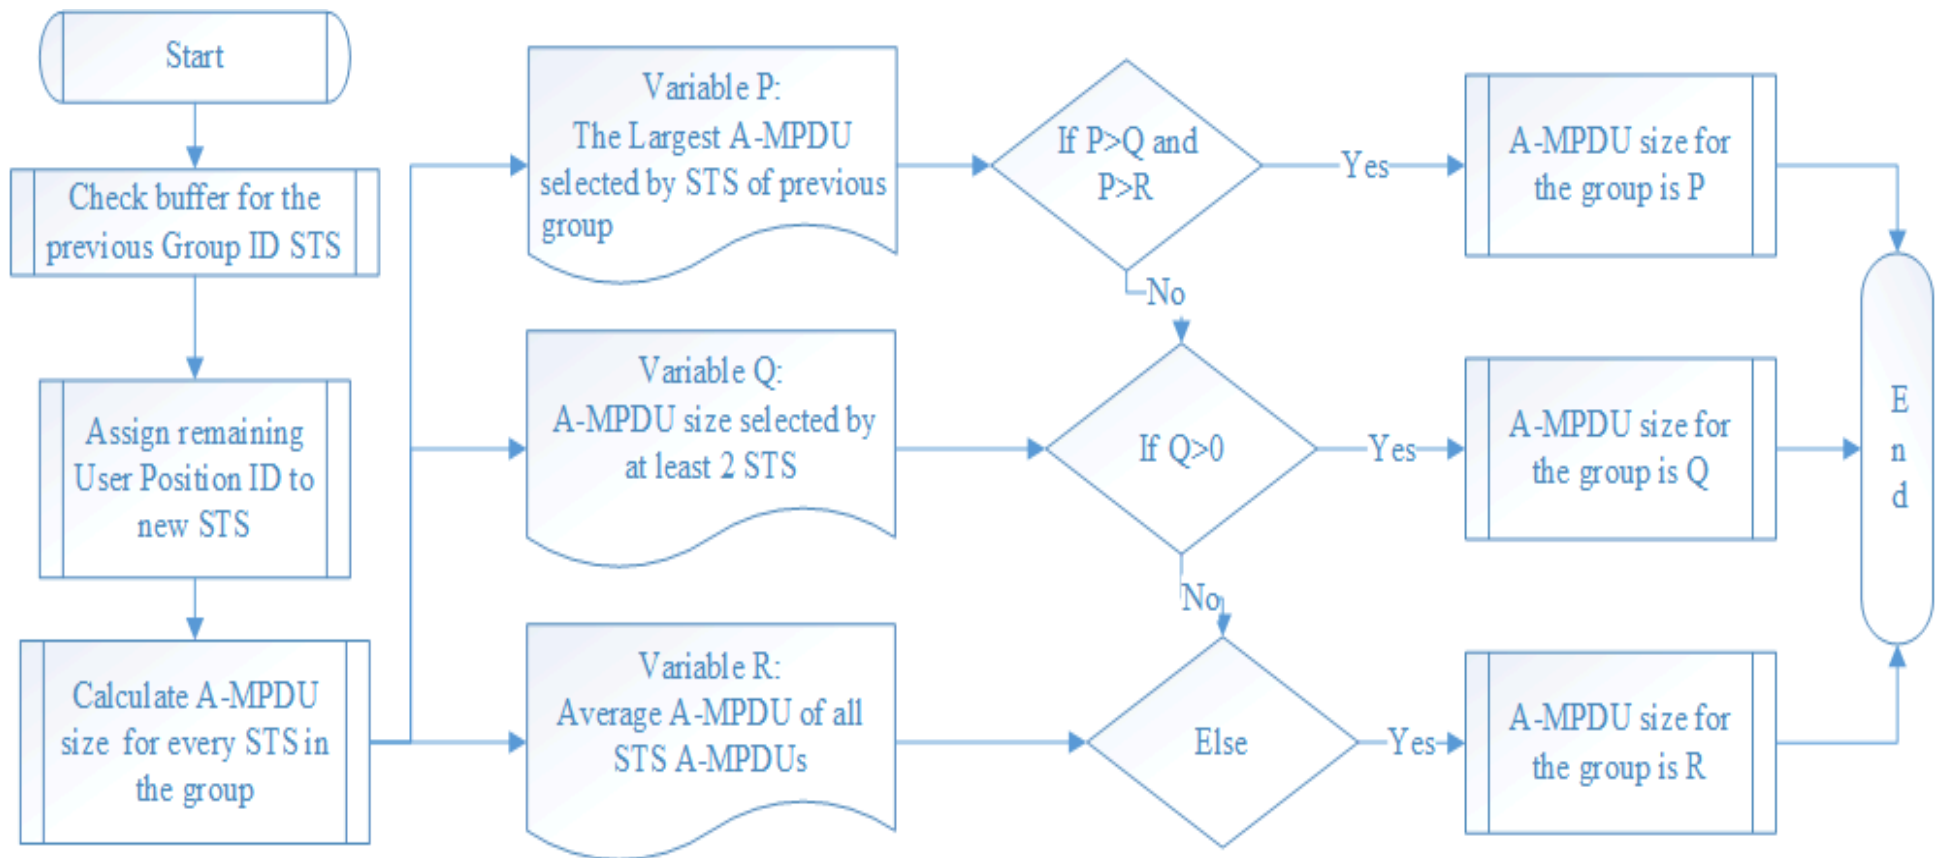 Start
Check buffer for the
previous Group ID STS
Assign remaining
User Position ID to
new STS
Calculate A-MPDU
size for every STS in
the group
Variable P:
The Largest A-MPDU
selected by STS of previous
group
If P>Q and
P>R
Yes
A-MPDU size for
the group is P
No
Variable Q:
A-MPDU size selected by
at least 2 STS
If Q>0
Yes
A-MPDU size for
the group is Q
No
Variable R:
Average A-MPDU of all
STS A-MPDUs
Else
Yes
A-MPDU size for
the group is R
E
n
d